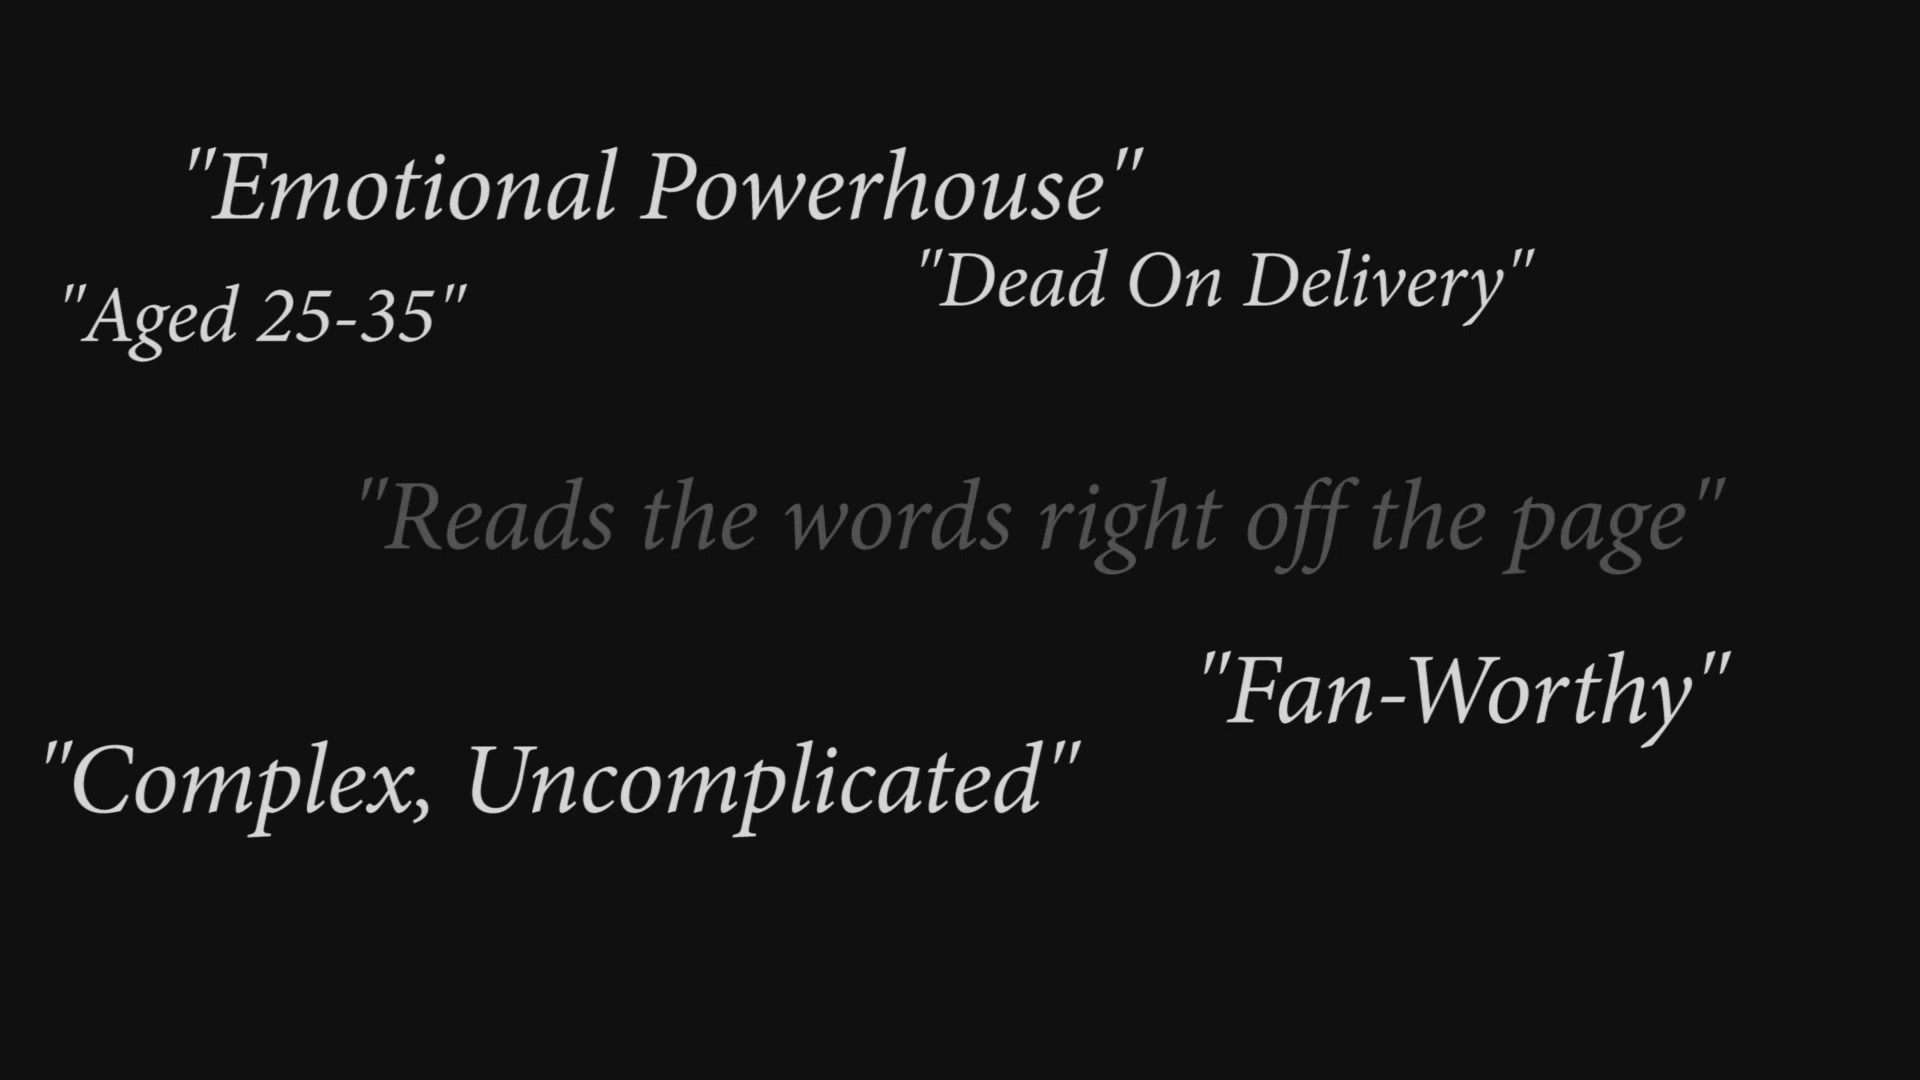 "Emotional Powerhouse"
"Dead On Delivery"
"Aged 25-35"
"Reads the words right off the page"
"Fan-Worthy"
"Complex, Uncomplicated"